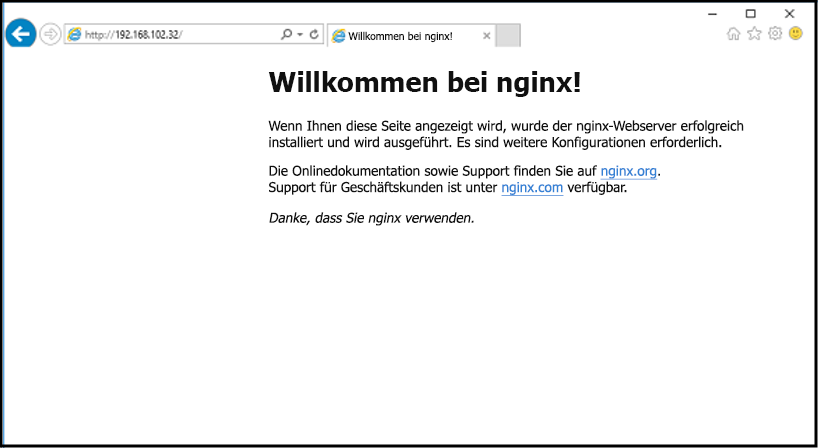 http://192.168.102.32/
Willkommen bei nginx!
Willkommen bei nginx!
Wenn Ihnen diese Seite angezeigt wird, wurde der nginx-Webserver erfolgreich
installiert und wird ausgeführt. Es sind weitere Konfigurationen erforderlich.
Die Onlinedokumentation sowie Support finden Sie auf nginx.org.
Support für Geschäftskunden ist unter nginx.com verfügbar.
Danke, dass Sie nginx verwenden.